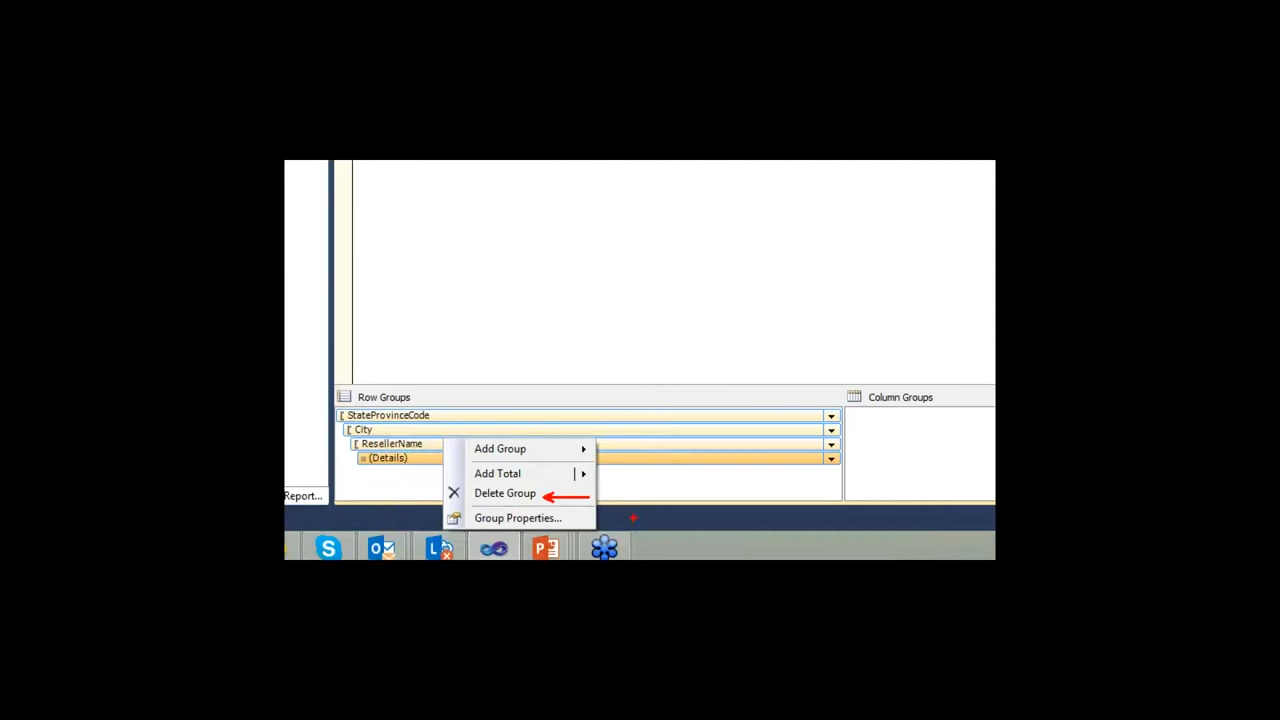 Row Groups
Column Groups
[ StateProvinceCode
[ City
[ ResellerName
≡ (Details)
Add Group
Add Total
Delete Group
Group Properties...
Report...